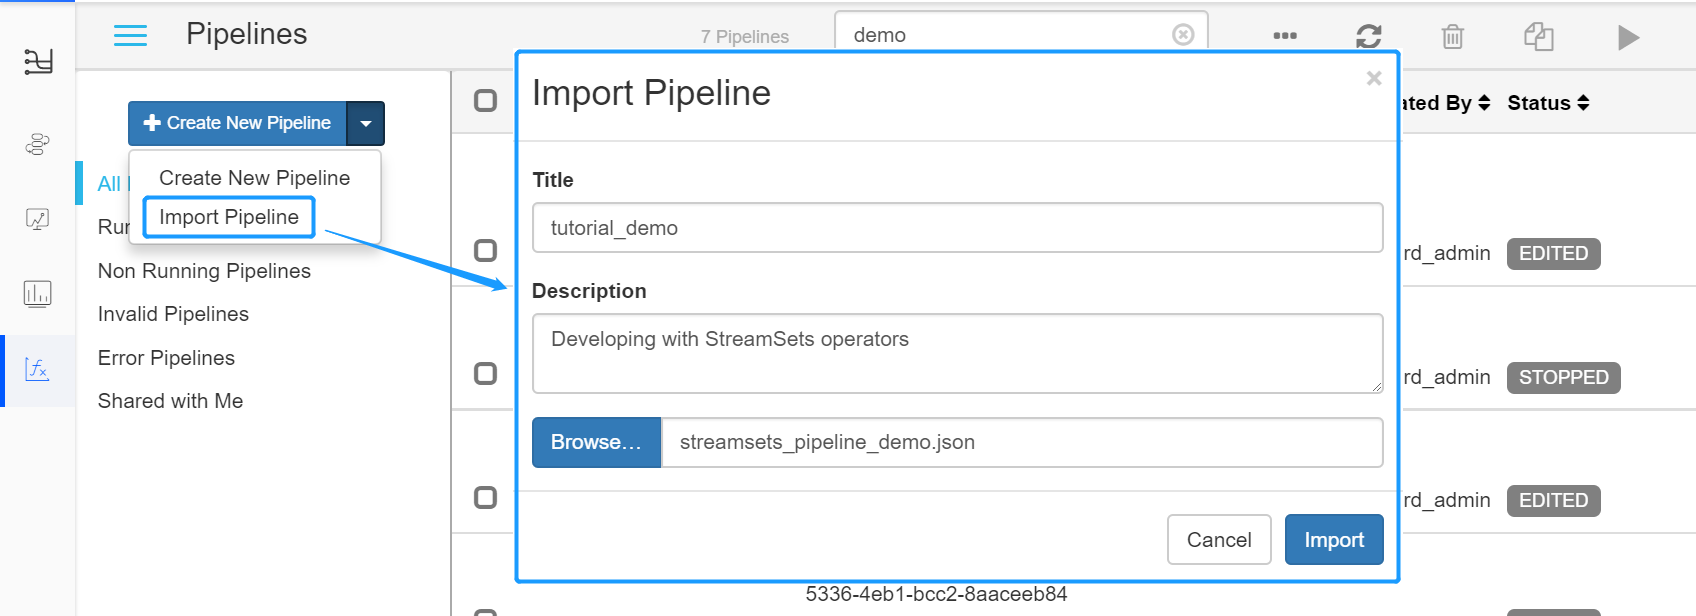 Pipelines
7 Pipelines
demo
Create New Pipeline
Create New Pipeline
Import Pipeline
All
Run
Non Running Pipelines
Invalid Pipelines
Error Pipelines
Shared with Me
Import Pipeline
Title
tutorial_demo
Description
Developing with StreamSets operators
Browse...
streamsets_pipeline_demo.json
Cancel
Import
ated By
Status
rd_admin
EDITED
rd_admin
STOPPED
rd_admin
EDITED
5336-4eb1-bcc2-8aaceeb84